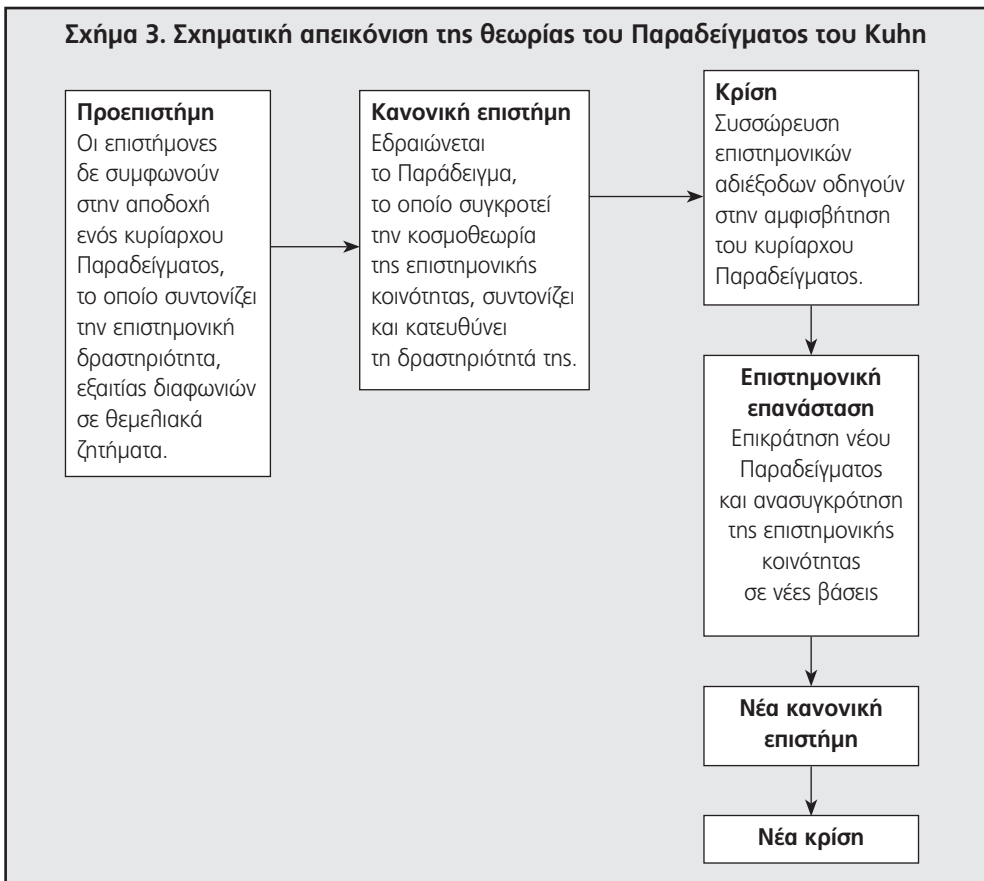 Σχήμα 3. Σχηματική απεικόνιση της θεωρίας του Παραδείγματος του Kuhn
Προεπιστήμη
Οι επιστήμονες
δε συμφωνούν
στην αποδοχή
ενός κυρίαρχου
Παραδείγματος,
το οποίο συντονίζει
την επιστημονική
δραστηριότητα,
εξαιτίας διαφωνιών
σε θεμελιακά
ζητήματα.
Κανονική επιστήμη
Εδραιώνεται
το Παράδειγμα,
το οποίο συγκροτεί
την κοσμοθεωρία
της επιστημονικής
κοινότητας, συντονίζει
και κατευθύνει
τη δραστηριότητά της.
Κρίση
Συσσώρευση
επιστημονικών
αδιέξοδων οδηγούν
στην αμφισβήτηση
του κυρίαρχου
Παραδείγματος.
Επιστημονική
επανάσταση
Επικράτηση νέου
Παραδείγματος
και ανασυγκρότηση
της επιστημονικής
κοινότητας
σε νέες βάσεις
Νέα κανονική
επιστήμη
Νέα κρίση